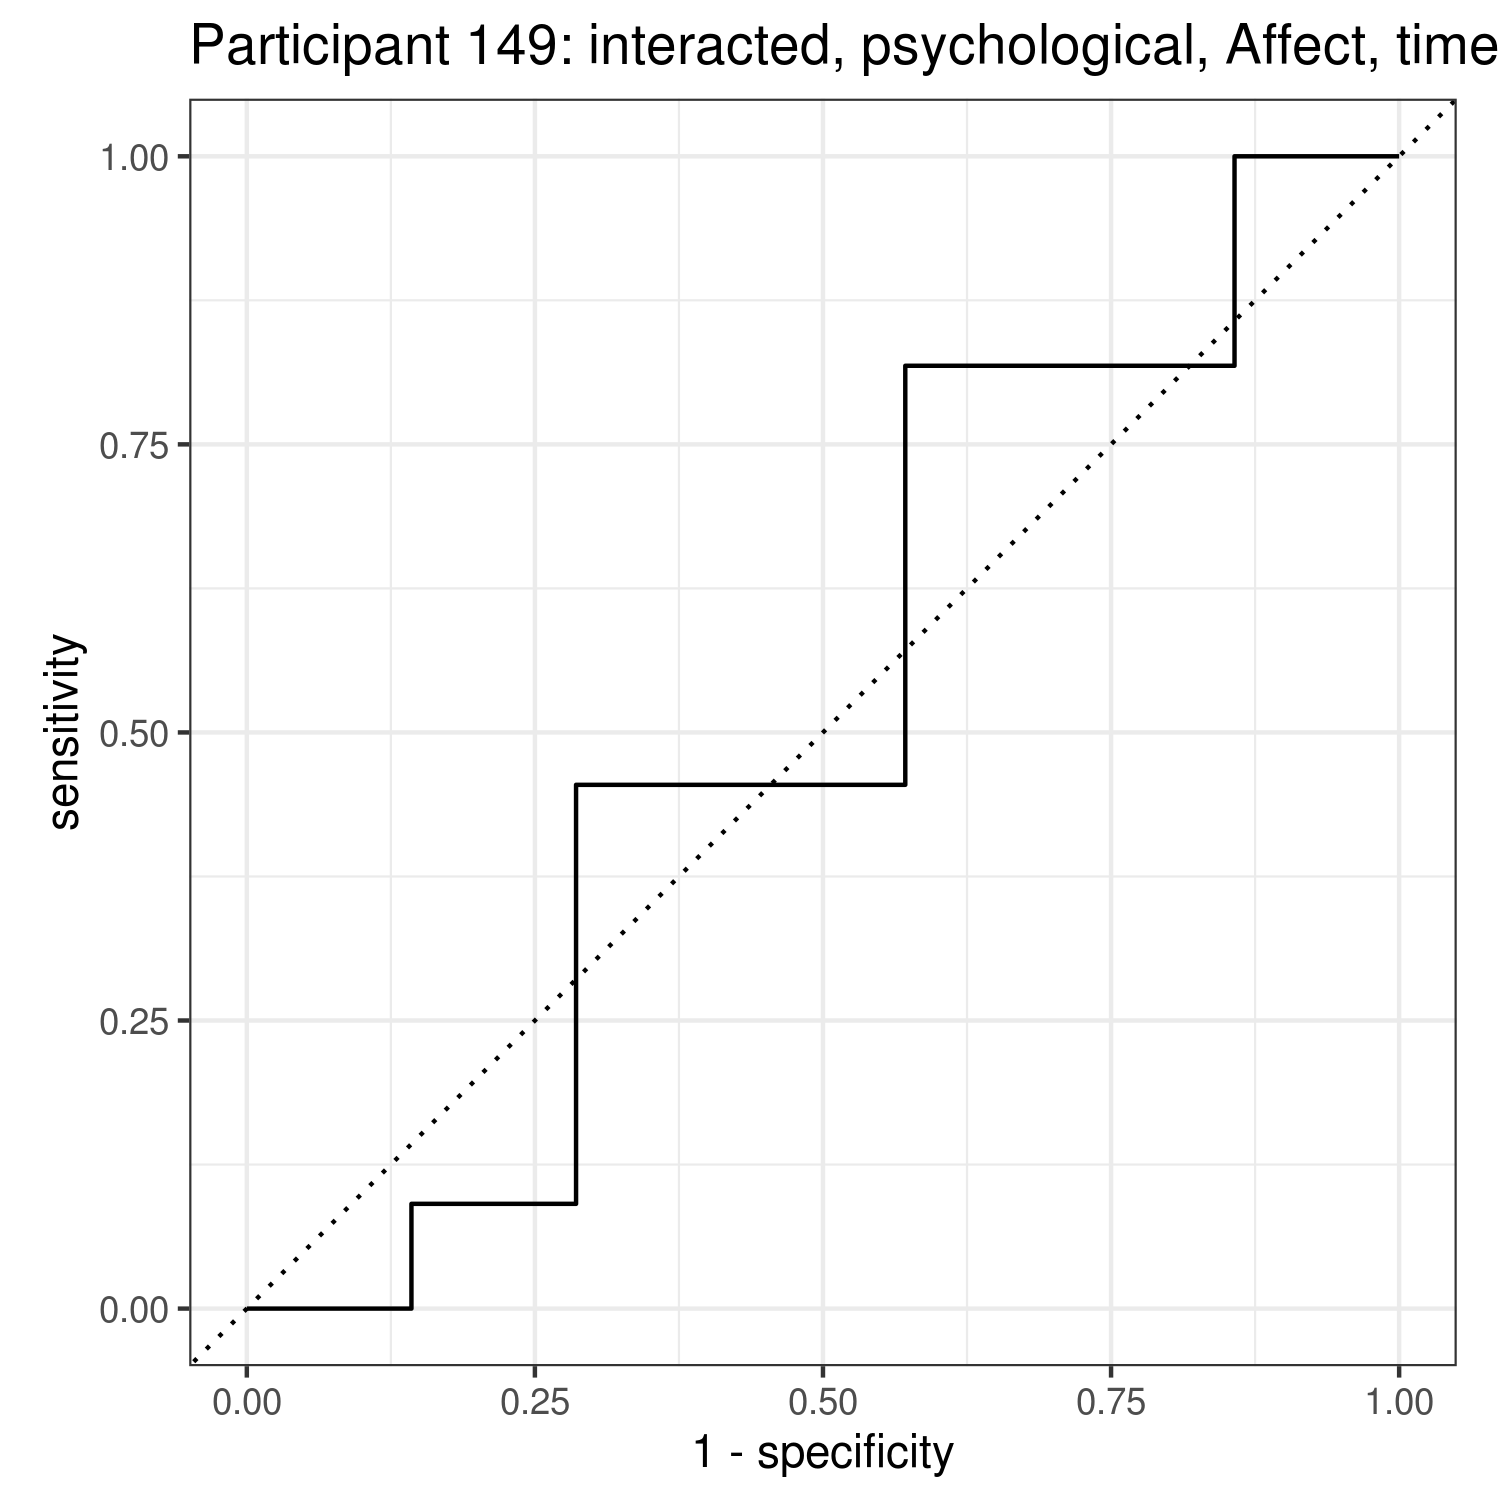 Participant 149: interacted, psychological, Affect, time
1.00
0.75
0.50
0.25
0.00
sensitivity
0.00 0.25 0.50 0.75 1.00
1 - specificity